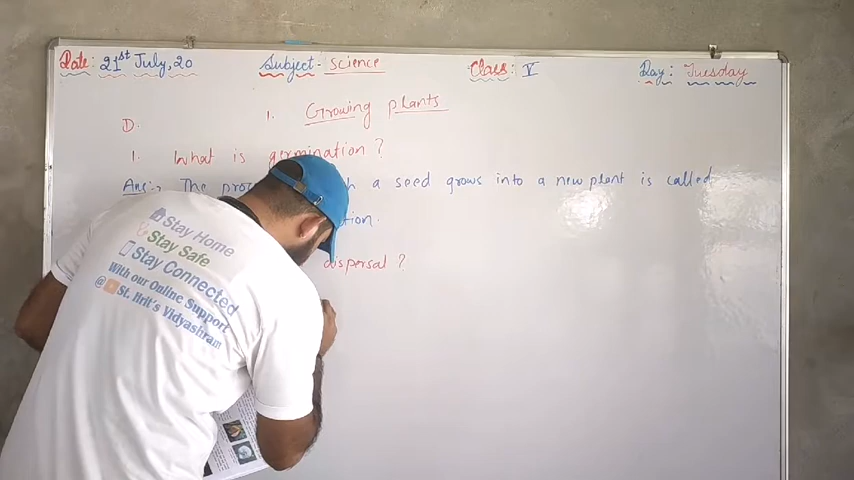 Date: 21st July, 20 Subject:- Science Class: V Day: Tuesday
1. Growing plants
D.
1. What is germination ?
Ans:- The a seed grows into a new plant is called
dispersal ?
Stay Home
Stay Safe
Stay Connected
With our Online Support
@ St. Hrit's Vidyashram